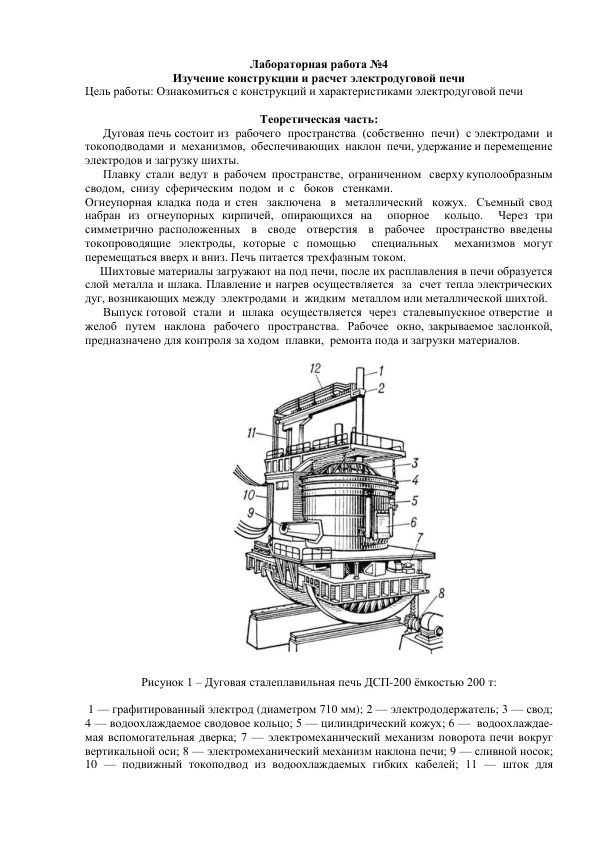 Лабораторная работа №4
Изучение конструкции и расчет электродуговой печи
Цель работы: Ознакомиться с конструкций и характеристиками электродуговой печи
Теоретическая часть:
Дуговая печь состоит из рабочего пространства (собственно печи) с электродами и
токоподводами и механизмов, обеспечивающих наклон печи, удержание и перемещение
электродов и загрузку шихты.
Плавку стали ведут в рабочем пространстве, ограниченном сверху куполообразным
сводом, снизу сферическим подом и с боков стенками.
Огнеупорная кладка пода и стен заключена в металлический кожух. Съемный свод
набран из огнеупорных кирпичей, опирающихся на опорное кольцо. Через три
симметрично расположенных в своде отверстия в рабочее пространство введены
токопроводящие электроды, которые с помощью специальных механизмов могут
перемещаться вверх и вниз. Печь питается трехфазным током.
Шихтовые материалы загружают на под печи, после их расплавления в печи образуется
слой металла и шлака. Плавление и нагрев осуществляется за счет тепла электрических
дуг, возникающих между электродами и жидким металлом или металлической шихтой.
Выпуск готовой стали и шлака осуществляется через сталевыпускное отверстие и
желоб путем наклона рабочего пространства. Рабочее окно, закрываемое заслонкой,
предназначено для контроля за ходом плавки, ремонта пода и загрузки материалов.
12
1
2
11
3
4
10
5
9
6
7
8
Рисунок 1 – Дуговая сталеплавильная печь ДСП-200 ёмкостью 200 т:
1 — графитированный электрод (диаметром 710 мм); 2 — электрододержатель; 3 — свод;
4 — водоохлаждаемое сводовое кольцо; 5 — цилиндрический кожух; 6 — водоохлаждае-
мая вспомогательная дверка; 7 — электромеханический механизм поворота печи вокруг
вертикальной оси; 8 — электромеханический механизм наклона печи; 9 — сливной носок;
10 — подвижный токоподвод из водоохлаждаемых гибких кабелей; 11 — шток для